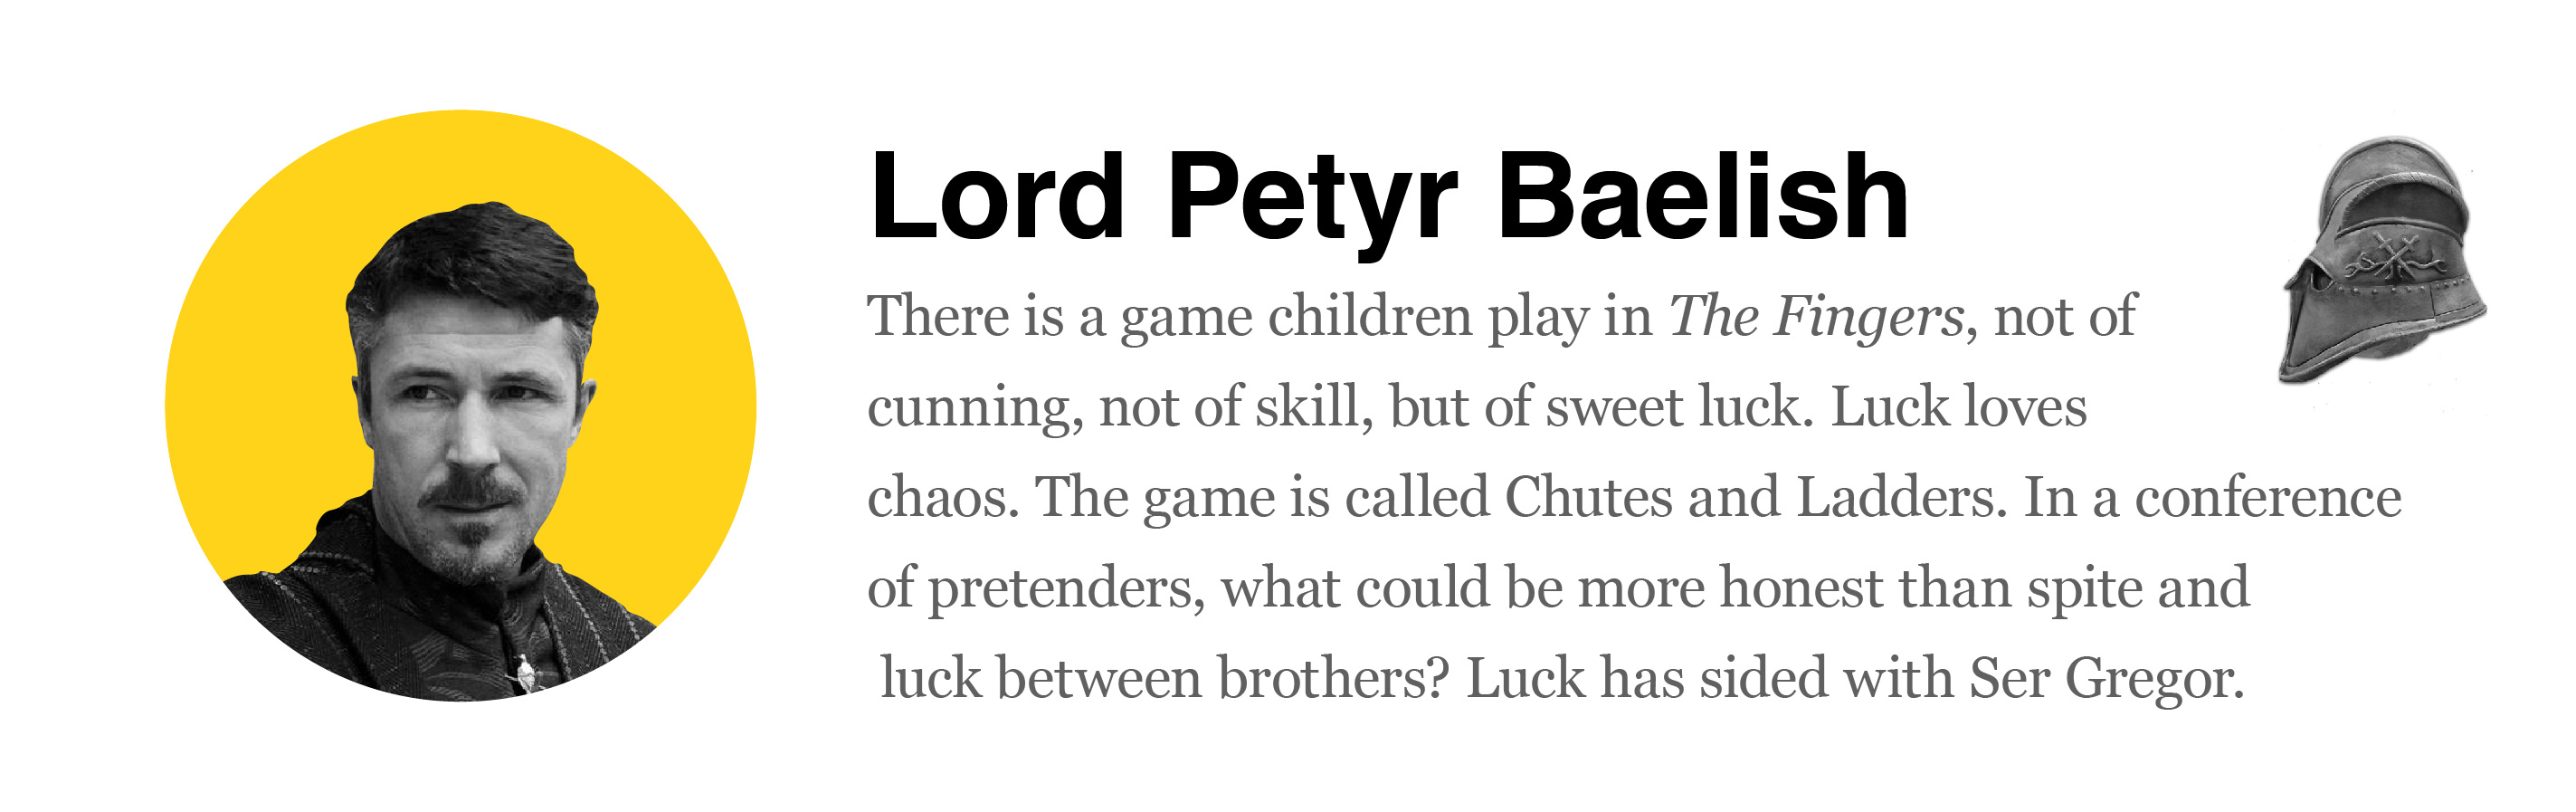 Lord Petyr Baelish
There is a game children play in The Fingers, not of
cunning, not of skill, but of sweet luck. Luck loves
chaos. The game is called Chutes and Ladders. In a conference
of pretenders, what could be more honest than spite and
luck between brothers? Luck has sided with Ser Gregor.